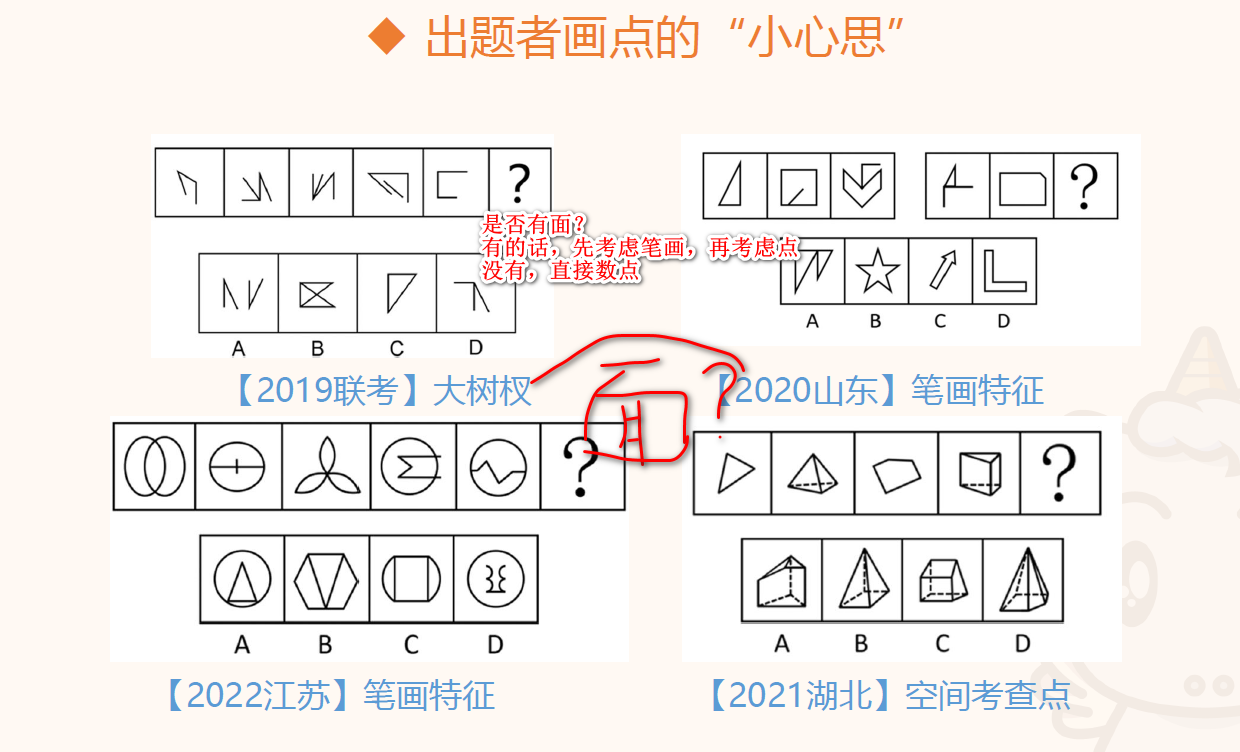 ◆ 出题者画点的“小心思”
?
是否有面?
有的话,先考虑笔画,再考虑点
没有,直接数点
A B C D
【2019联考】大树杈
?
A B C D
【2020山东】笔画特征
面?
?
A B C D
【2022江苏】笔画特征
?
A B C D
【2021湖北】空间考查点